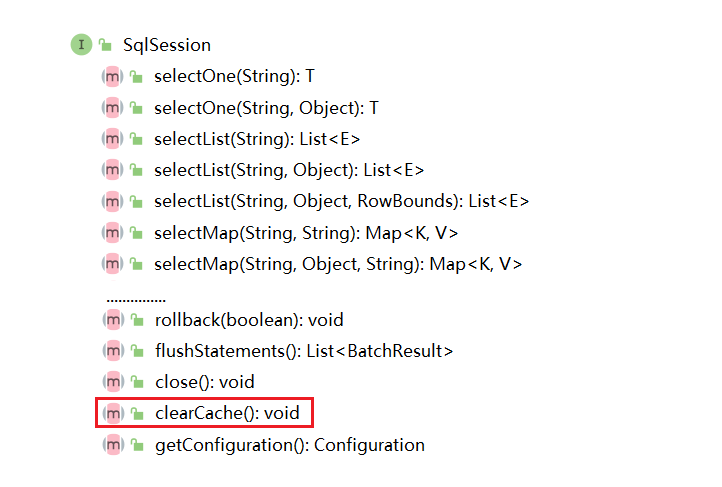 I SqlSession
m selectOne(String): T
m selectOne(String, Object): T
m selectList(String): List<E>
m selectList(String, Object): List<E>
m selectList(String, Object, RowBounds): List<E>
m selectMap(String, String): Map<K, V>
m selectMap(String, Object, String): Map<K, V>
...............
m rollback(boolean): void
m flushStatements(): List<BatchResult>
m close(): void
m clearCache(): void
m getConfiguration(): Configuration